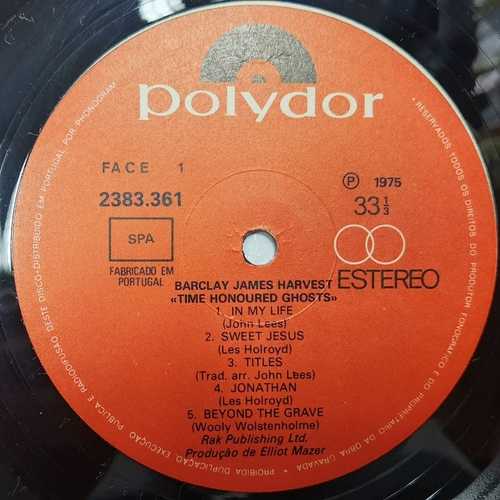 polydor
FACE 1
2383.361
SPA
FABRICADO EM
PORTUGAL
℗ 1975
33 1/3
ESTEREO
BARCLAY JAMES HARVEST
«TIME HONOURED GHOSTS»
1. IN MY LIFE
(John Lees)
2. SWEET JESUS
(Les Holroyd)
3. TITLES
(Trad. arr. John Lees)
4. JONATHAN
(Les Holroyd)
5. BEYOND THE GRAVE
(Wooly Wolstenholme)
Rak Publishing Ltd.
Produção de Elliot Mazer
• RESERVADOS TODOS OS DIREITOS DO PRODUTOR FONOGRÁFICO E DO PROPRIETÁRIO DA OBRA GRAVADA • PROIBIDA DUPLICAÇÃO, EXECUÇÃO PÚBLICA E RADIODIFUSÃO DESTE DISCO-DISTRIBUÍDO EM PORTUGAL POR PHONOGRAM